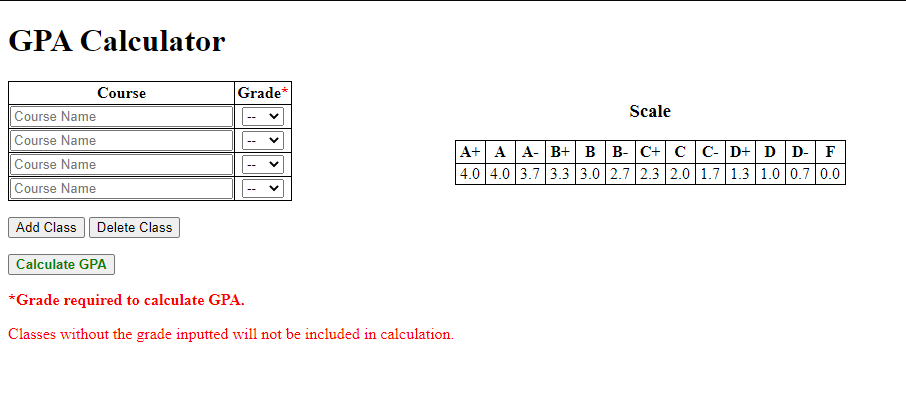 GPA Calculator
Course Grade*
Course Name --
Course Name --
Course Name --
Course Name --
Add Class Delete Class
Calculate GPA
*Grade required to calculate GPA.
Classes without the grade inputted will not be included in calculation.
Scale
A+ A A- B+ B B- C+ C C- D+ D D- F
4.0 4.0 3.7 3.3 3.0 2.7 2.3 2.0 1.7 1.3 1.0 0.7 0.0